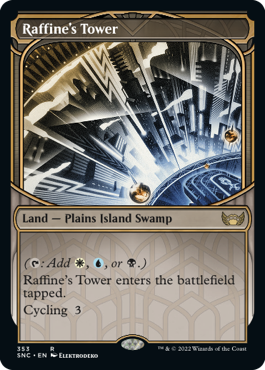 Raffine's Tower
Land — Plains Island Swamp
( : Add , , or .)
Raffine's Tower enters the battlefield
tapped.
Cycling 3
353 R
SNC • EN Elektrodeko
™ & © 2022 Wizards of the Coast